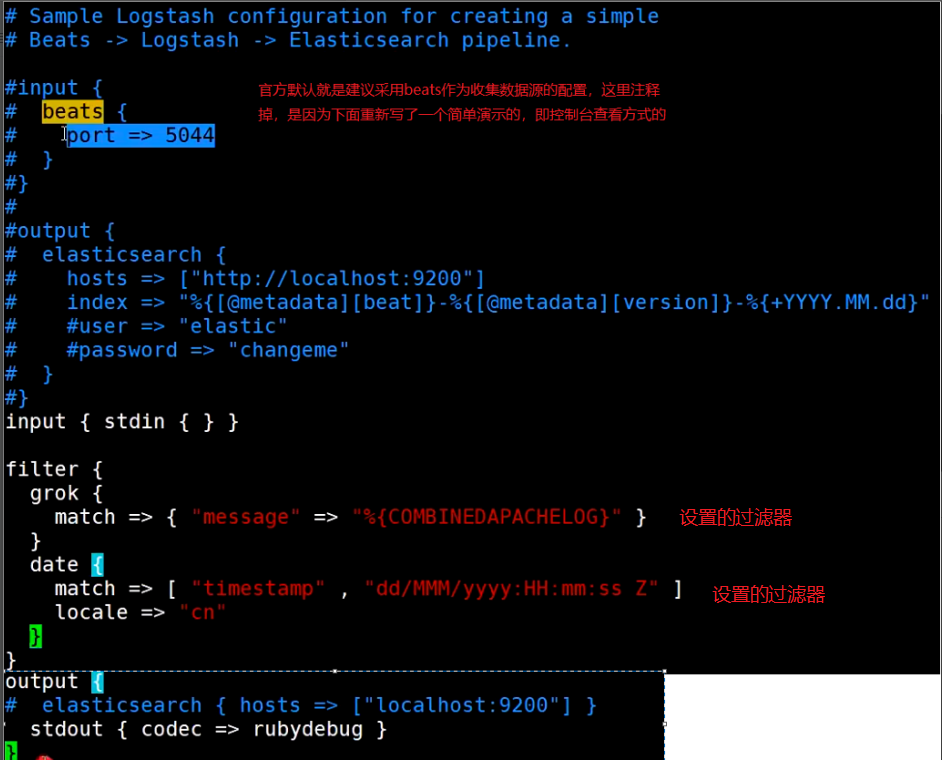 # Sample Logstash configuration for creating a simple
# Beats -> Logstash -> Elasticsearch pipeline.
#input {
官方默认就是建议采用beats作为收集数据源的配置，这里注释
#   beats {
掉，是因为下面重新写了一个简单演示的，即控制台查看方式的
#     port => 5044
#   }
#}
#
#output {
#   elasticsearch {
#     hosts => ["http://localhost:9200"]
#     index => "%{[@metadata][beat]}-%{[@metadata][version]}-%{+YYYY.MM.dd}"
#     #user => "elastic"
#     #password => "changeme"
#   }
#}
input { stdin { } }
filter {
  grok {
    match => { "message" => "%{COMBINEDAPACHELOG}" } 设置的过滤器
  }
  date {
    match => [ "timestamp" , "dd/MMM/yyyy:HH:mm:ss Z" ] 设置的过滤器
    locale => "cn"
  }
}
output {
#  elasticsearch { hosts => ["localhost:9200"] }
  stdout { codec => rubydebug }
}